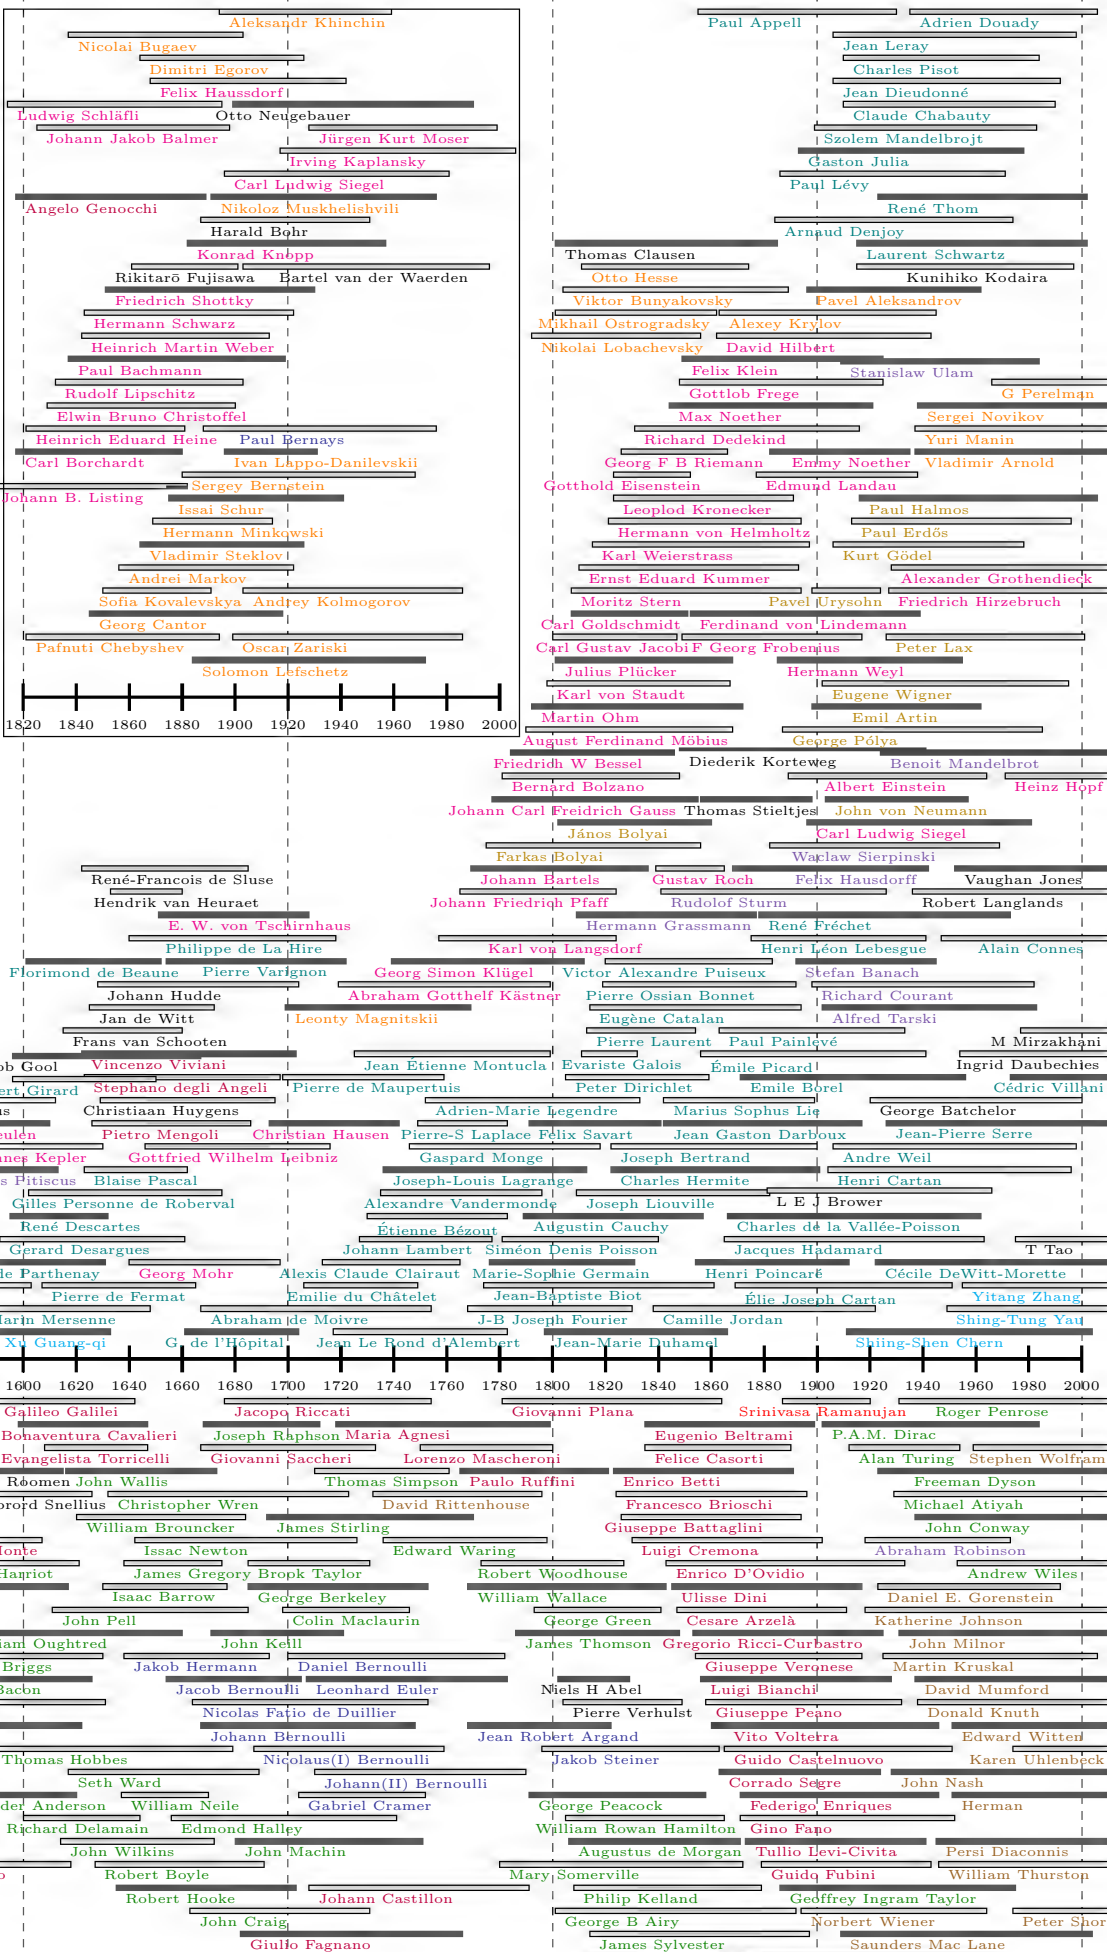 Aleksandr Khinchin Paul Appell Adrien Douady
Nicolai Bugaev Jean Leray
Dimitri Egorov Charles Pisot
Felix Haussdorf Jean Dieudonné
Ludwig Schläfli Otto Neugebauer Claude Chabauty
Johann Jakob Balmer Jürgen Kurt Moser Szolem Mandelbrojt
Irving Kaplansky Gaston Julia
Carl Ludwig Siegel Paul Lévy
Angelo Genocchi Nikoloz Muskhelishvili René Thom
Harald Bohr Arnaud Denjoy
Konrad Knopp Thomas Clausen Laurent Schwartz
Rikitarō Fujisawa Bartel van der Waerden Otto Hesse Kunihiko Kodaira
Friedrich Shottky Viktor Bunyakovsky Pavel Aleksandrov
Hermann Schwarz Mikhail Ostrogradsky Alexey Krylov
Heinrich Martin Weber Nikolai Lobachevsky David Hilbert
Paul Bachmann Felix Klein Stanislaw Ulam
Rudolf Lipschitz Gottlob Frege G Perelman
Elwin Bruno Christoffel Max Noether Sergei Novikov
Heinrich Eduard Heine Paul Bernays Richard Dedekind Yuri Manin
Carl Borchardt Ivan Lappo-Danilevskii Georg F B Riemann Emmy Noether Vladimir Arnold
Sergey Bernstein Gotthold Eisenstein Edmund Landau
Johann B. Listing Issai Schur Leoplod Kronecker Paul Halmos
Hermann Minkowski Hermann von Helmholtz Paul Erdős
Vladimir Steklov Karl Weierstrass Kurt Gödel
Andrei Markov Ernst Eduard Kummer Alexander Grothendieck
Sofia Kovalevskya Andrey Kolmogorov Moritz Stern Pavel Urysohn Friedrich Hirzebruch
Georg Cantor Carl Goldschmidt Ferdinand von Lindemann
Pafnuti Chebyshev Oscar Zariski Carl Gustav Jacobi F Georg Frobenius Peter Lax
Solomon Lefschetz Julius Plücker Hermann Weyl
Karl von Staudt Eugene Wigner
1820 1840 1860 1880 1900 1920 1940 1960 1980 2000 Martin Ohm Emil Artin
August Ferdinand Möbius George Pólya
Friedrich W Bessel Diederik Korteweg Benoit Mandelbrot
Bernard Bolzano Albert Einstein Heinz Hopf
Johann Carl Freidrich Gauss Thomas Stieltjes John von Neumann
János Bolyai Carl Ludwig Siegel
Farkas Bolyai Waclaw Sierpinski
René-Francois de Sluse Johann Bartels Gustav Roch Felix Hausdorff Vaughan Jones
Hendrik van Heuraet Johann Friedrich Pfaff Rudolof Sturm Robert Langlands
E. W. von Tschirnhaus Hermann Grassmann René Fréchet
Philippe de La Hire Karl von Langsdorf Henri Léon Lebesgue Alain Connes
Florimond de Beaune Pierre Varignon Georg Simon Klügel Victor Alexandre Puiseux Stefan Banach
Johann Hudde Abraham Gotthelf Kästner Pierre Ossian Bonnet Richard Courant
Jan de Witt Leonty Magnitskii Eugène Catalan Alfred Tarski
Frans van Schooten Pierre Laurent Paul Painlevé M Mirzakhani
ob Gool Vincenzo Viviani Jean Étienne Montucla Evariste Galois Émile Picard Ingrid Daubechies
ert Girard Stephano degli Angeli Pierre de Maupertuis Peter Dirichlet Emile Borel Cédric Villani
us Christiaan Huygens Adrien-Marie Legendre Marius Sophus Lie George Batchelor
eulen Pietro Mengoli Christian Hausen Pierre-S Laplace Felix Savart Jean Gaston Darboux Jean-Pierre Serre
nes Kepler Gottfried Wilhelm Leibniz Gaspard Monge Joseph Bertrand Andre Weil
s Pitiscus Blaise Pascal Joseph-Louis Lagrange Charles Hermite Henri Cartan
Gilles Personne de Roberval Alexandre Vandermonde Joseph Liouville L E J Brower
René Descartes Étienne Bézout Augustin Cauchy Charles de la Vallée-Poisson
Gerard Desargues Johann Lambert Siméon Denis Poisson Jacques Hadamard T Tao
de Parthenay Georg Mohr Alexis Claude Clairaut Marie-Sophie Germain Henri Poincaré Cécile DeWitt-Morette
Pierre de Fermat Emilie du Châtelet Jean-Baptiste Biot Élie Joseph Cartan Yitang Zhang
Marin Mersenne Abraham de Moivre J-B Joseph Fourier Camille Jordan Shing-Tung Yau
Xu Guang-qi G. de l'Hôpital Jean Le Rond d'Alembert Jean-Marie Duhamel Shiing-Shen Chern
1600 1620 1640 1660 1680 1700 1720 1740 1760 1780 1800 1820 1840 1860 1880 1900 1920 1940 1960 1980 2000
Galileo Galilei Jacopo Riccati Giovanni Plana Srinivasa Ramanujan Roger Penrose
Bonaventura Cavalieri Joseph Raphson Maria Agnesi Eugenio Beltrami P.A.M. Dirac
Evangelista Torricelli Giovanni Saccheri Lorenzo Mascheroni Felice Casorti Alan Turing Stephen Wolfram
Roomen John Wallis Thomas Simpson Paulo Ruffini Enrico Betti Freeman Dyson
brord Snellius Christopher Wren David Rittenhouse Francesco Brioschi Michael Atiyah
William Brouncker James Stirling Giuseppe Battaglini John Conway
Monte Issac Newton Edward Waring Luigi Cremona Abraham Robinson
Harriot James Gregory Brook Taylor Robert Woodhouse Enrico D'Ovidio Andrew Wiles
Isaac Barrow George Berkeley William Wallace Ulisse Dini Daniel E. Gorenstein
John Pell Colin Maclaurin George Green Cesare Arzelà Katherine Johnson
iam Oughtred John Keill James Thomson Gregorio Ricci-Curbastro John Milnor
Briggs Jakob Hermann Daniel Bernoulli Giuseppe Veronese Martin Kruskal
Bacon Jacob Bernoulli Leonhard Euler Niels H Abel Luigi Bianchi David Mumford
Nicolas Fatio de Duillier Pierre Verhulst Giuseppe Peano Donald Knuth
Johann Bernoulli Jean Robert Argand Vito Volterra Edward Witten
Thomas Hobbes Nicolaus(I) Bernoulli Jakob Steiner Guido Castelnuovo Karen Uhlenbeck
Seth Ward Johann(II) Bernoulli Corrado Segre John Nash
der Anderson William Neile Gabriel Cramer George Peacock Federigo Enriques Herman
Richard Delamain Edmond Halley William Rowan Hamilton Gino Fano
John Wilkins John Machin Augustus de Morgan Tullio Levi-Civita Persi Diaconnis
o Robert Boyle Mary Somerville Guido Fubini William Thurston
Robert Hooke Johann Castillon Philip Kelland Geoffrey Ingram Taylor
John Craig George B Airy Norbert Wiener Peter Shor
Giulio Fagnano James Sylvester Saunders Mac Lane